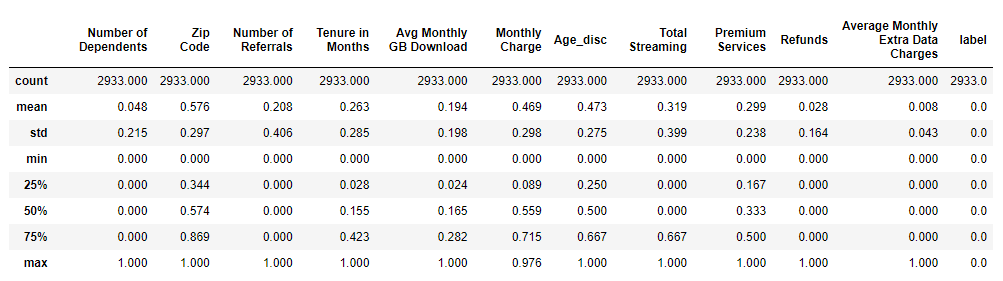 Number of Dependents Zip Code Number of Referrals Tenure in Months Avg Monthly GB Download Monthly Charge Age_disc Total Streaming Premium Services Refunds Average Monthly Extra Data Charges label
count 2933.000 2933.000 2933.000 2933.000 2933.000 2933.000 2933.000 2933.000 2933.000 2933.000 2933.000 2933.0
mean 0.048 0.576 0.208 0.263 0.194 0.469 0.473 0.319 0.299 0.028 0.008 0.0
std 0.215 0.297 0.406 0.285 0.198 0.298 0.275 0.399 0.238 0.164 0.043 0.0
min 0.000 0.000 0.000 0.000 0.000 0.000 0.000 0.000 0.000 0.000 0.000 0.0
25% 0.000 0.344 0.000 0.028 0.024 0.089 0.250 0.000 0.167 0.000 0.000 0.0
50% 0.000 0.574 0.000 0.155 0.165 0.559 0.500 0.000 0.333 0.000 0.000 0.0
75% 0.000 0.869 0.000 0.423 0.282 0.715 0.667 0.667 0.500 0.000 0.000 0.0
max 1.000 1.000 1.000 1.000 1.000 0.976 1.000 1.000 1.000 1.000 1.000 0.0